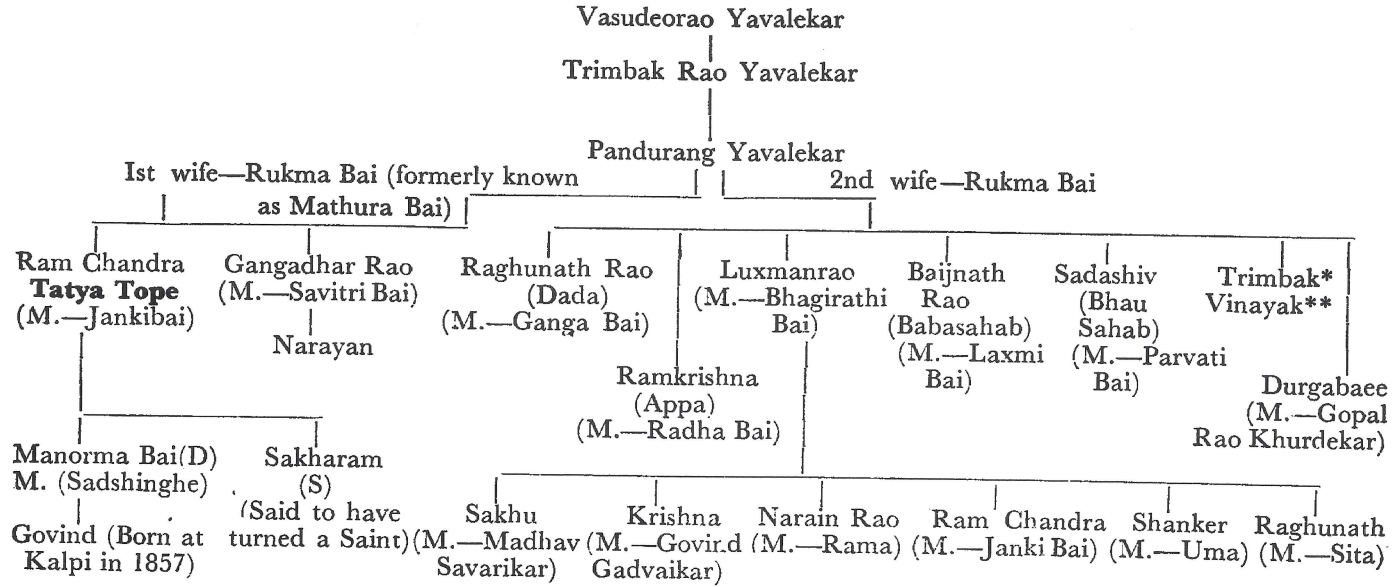 Vasudeorao Yavalekar
Trimbak Rao Yavalekar
Pandurang Yavalekar
Ist wife—Rukma Bai (formerly known
as Mathura Bai)
2nd wife—Rukma Bai
Ram Chandra
Tatya Tope
(M.—Jankibai)
Gangadhar Rao
(M.—Savitri Bai)
Narayan
Raghunath Rao
(Dada)
(M.—Ganga Bai)
Ramkrishna
(Appa)
(M.—Radha Bai)
Luxmanrao
(M.—Bhagirathi
Bai)
Baijnath
Rao
(Babasahab)
(M.—Laxmi
Bai)
Sadashiv
(Bhau
Sahab)
(M.—Parvati
Bai)
Trimbak*
Vinayak**
Durgabaee
(M.—Gopal
Rao Khurdekar)
Manorma Bai(D)
M. (Sadshinghe)
Govind (Born at
Kalpi in 1857)
Sakharam
(S)
(Said to have
turned a Saint)
Sakhu
(M.—Madhav
Savarikar)
Krishna
(M.—Govind
Gadvaikar)
Narain Rao
(M.—Rama)
Ram Chandra
(M.—Janki Bai)
Shanker
(M.—Uma)
Raghunath
(M.—Sita)